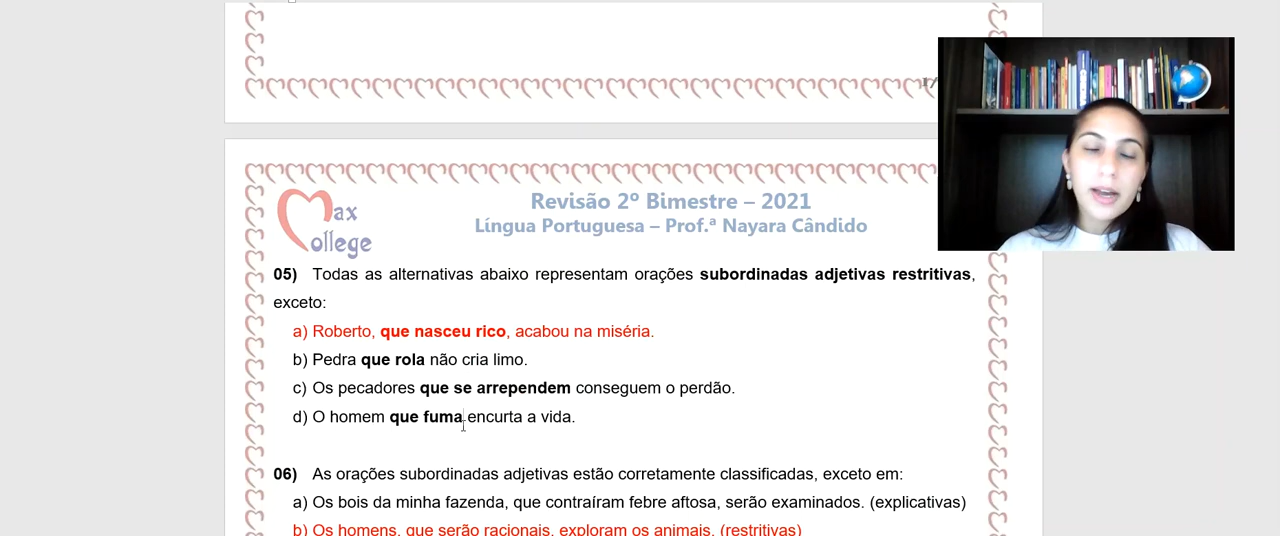 1/
Max
College
Revisão 2º Bimestre – 2021
Língua Portuguesa – Prof.ª Nayara Cândido
05) Todas as alternativas abaixo representam orações subordinadas adjetivas restritivas,
exceto:
a) Roberto, que nasceu rico, acabou na miséria.
b) Pedra que rola não cria limo.
c) Os pecadores que se arrependem conseguem o perdão.
d) O homem que fuma encurta a vida.
06) As orações subordinadas adjetivas estão corretamente classificadas, exceto em:
a) Os bois da minha fazenda, que contraíram febre aftosa, serão examinados. (explicativas)
b) Os homens, que serão racionais, exploram os animais. (restritivas)